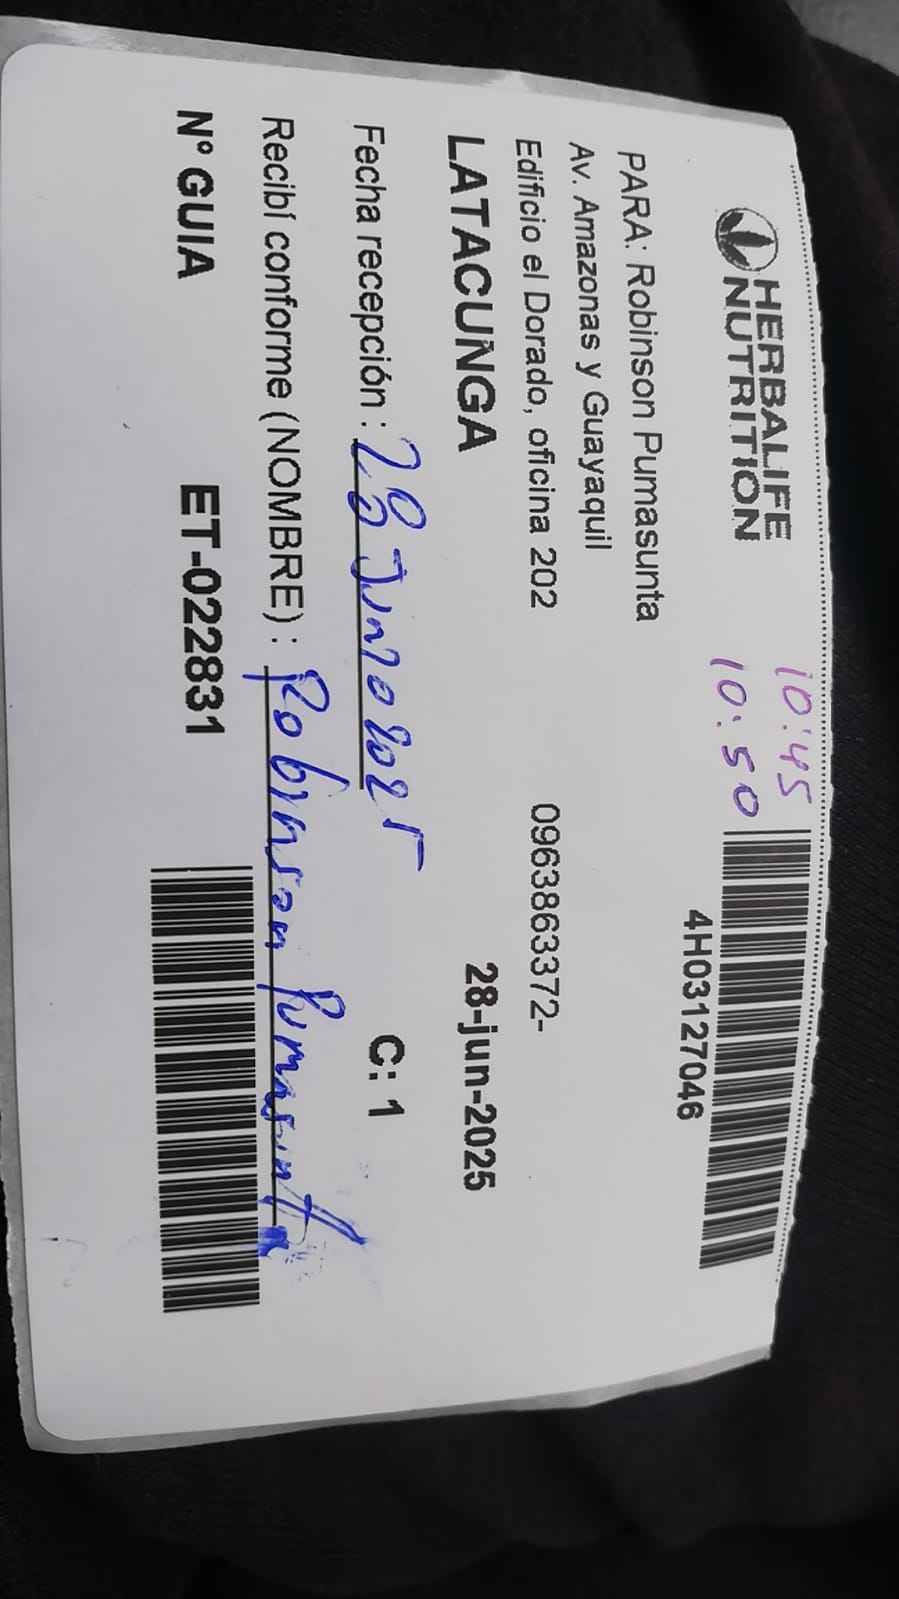 HERBALIFE
NUTRITION
10:45
10:50
4H03127046
PARA: Robinson Pumasunta
Av. Amazonas y Guayaquil
Edificio el Dorado, oficina 202
0963863372-
LATACUNGA
28-jun-2025
Fecha recepción : 28 Junio 2025
C: 1
Recibí conforme (NOMBRE) : Robinson Pumasunta
Nº GUIA
ET-022831